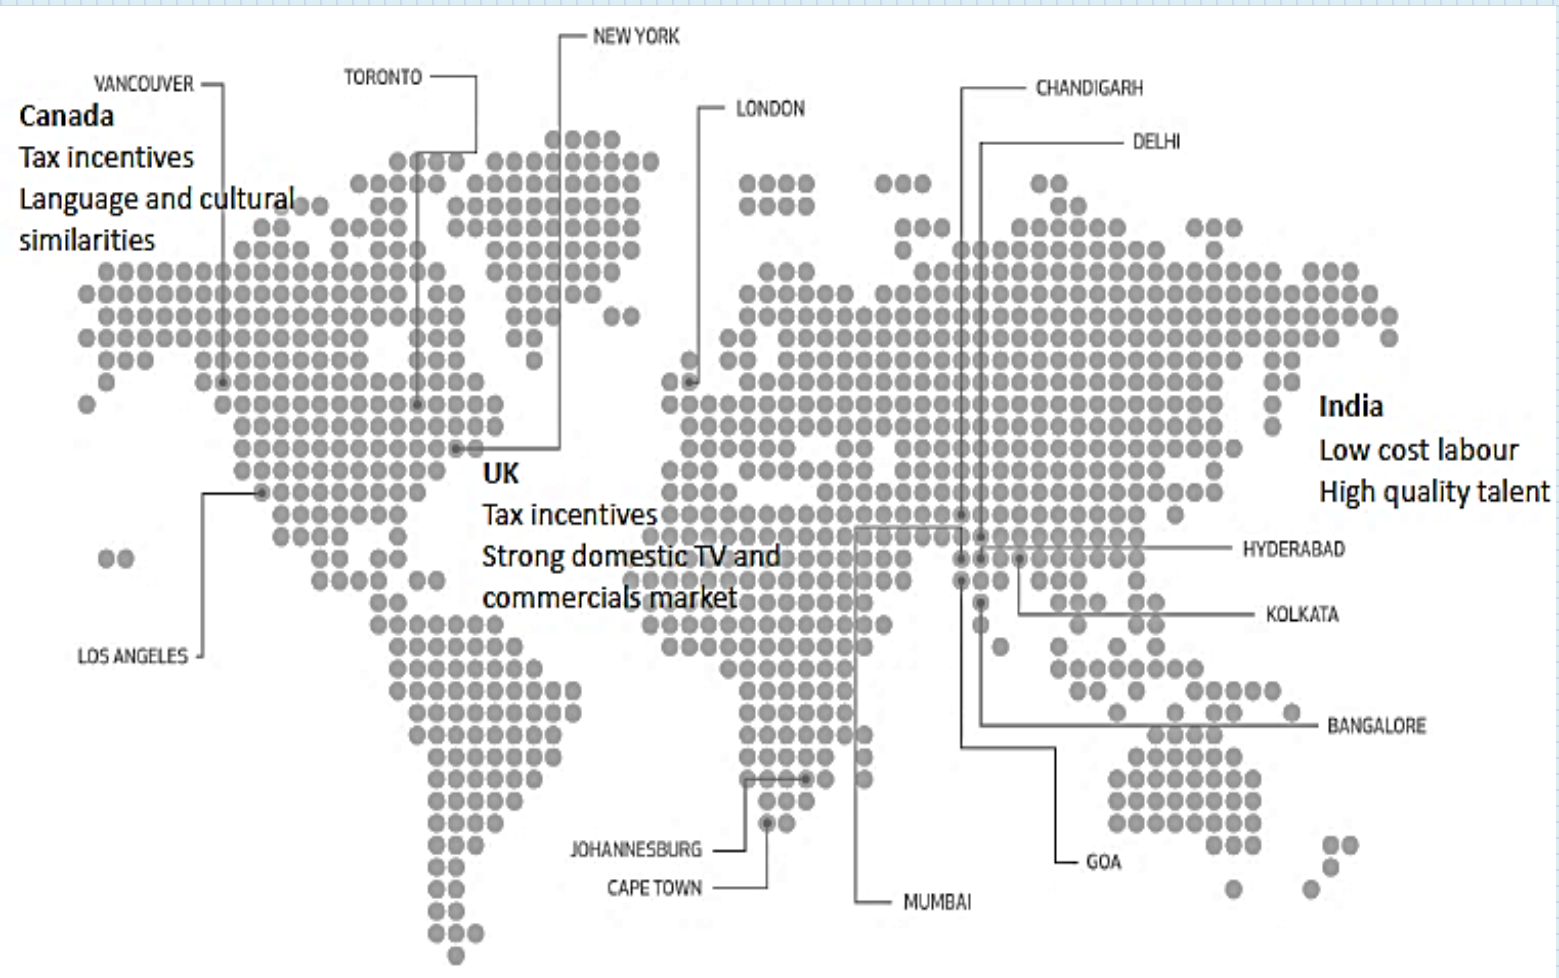 NEW YORK
TORONTO
VANCOUVER
CHANDIGARH
LONDON
Canada
Tax incentives
Language and cultural
similarities
DELHI
India
Low cost labour
High quality talent
UK
Tax incentives
Strong domestic TV and
commercials market
HYDERABAD
KOLKATA
LOS ANGELES
BANGALORE
JOHANNESBURG
GOA
CAPE TOWN
MUMBAI